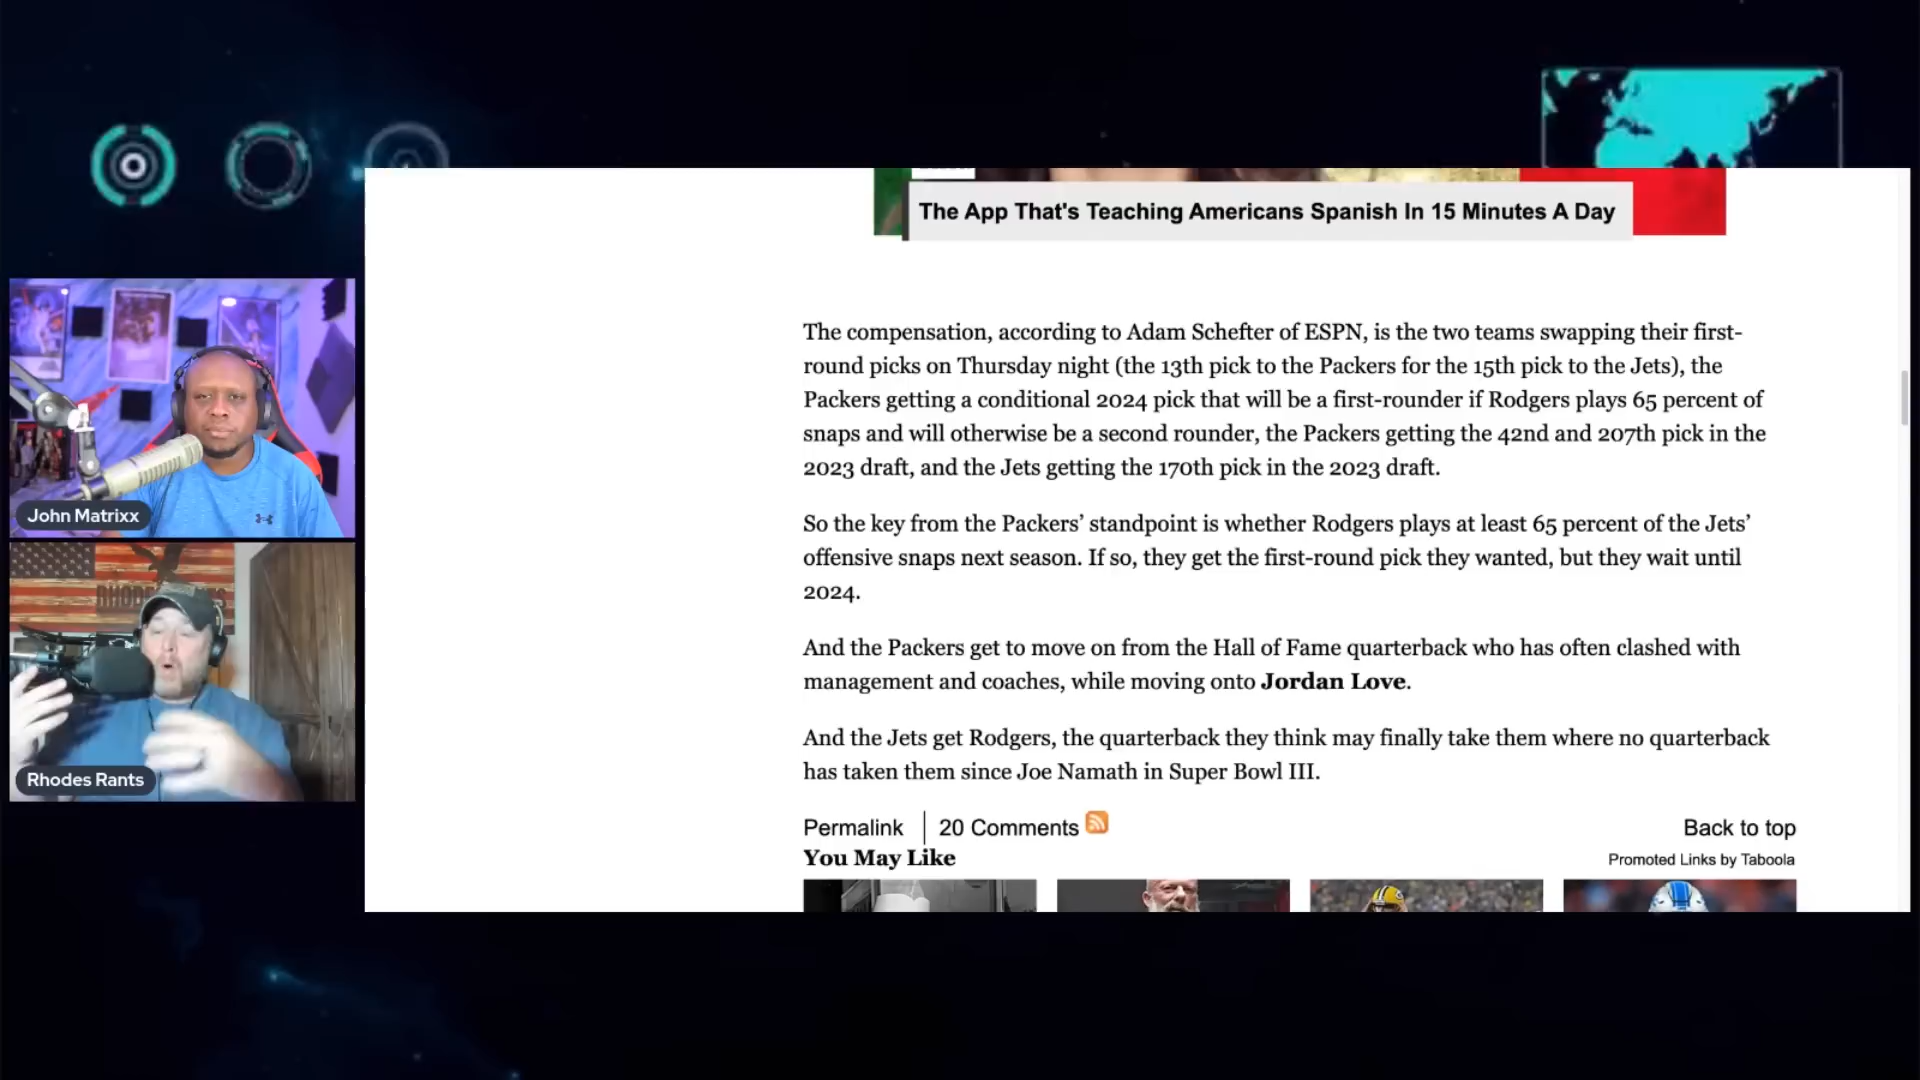 The App That's Teaching Americans Spanish In 15 Minutes A Day
The compensation, according to Adam Schefter of ESPN, is the two teams swapping their first-
round picks on Thursday night (the 13th pick to the Packers for the 15th pick to the Jets), the
Packers getting a conditional 2024 pick that will be a first-rounder if Rodgers plays 65 percent of
snaps and will otherwise be a second rounder, the Packers getting the 42nd and 207th pick in the
2023 draft, and the Jets getting the 170th pick in the 2023 draft.
So the key from the Packers’ standpoint is whether Rodgers plays at least 65 percent of the Jets’
offensive snaps next season. If so, they get the first-round pick they wanted, but they wait until
2024.
And the Packers get to move on from the Hall of Fame quarterback who has often clashed with
management and coaches, while moving onto Jordan Love.
And the Jets get Rodgers, the quarterback they think may finally take them where no quarterback
has taken them since Joe Namath in Super Bowl III.
Permalink
20 Comments
Back to top
You May Like
Promoted Links by Taboola
John Matrixx
Rhodes Rants